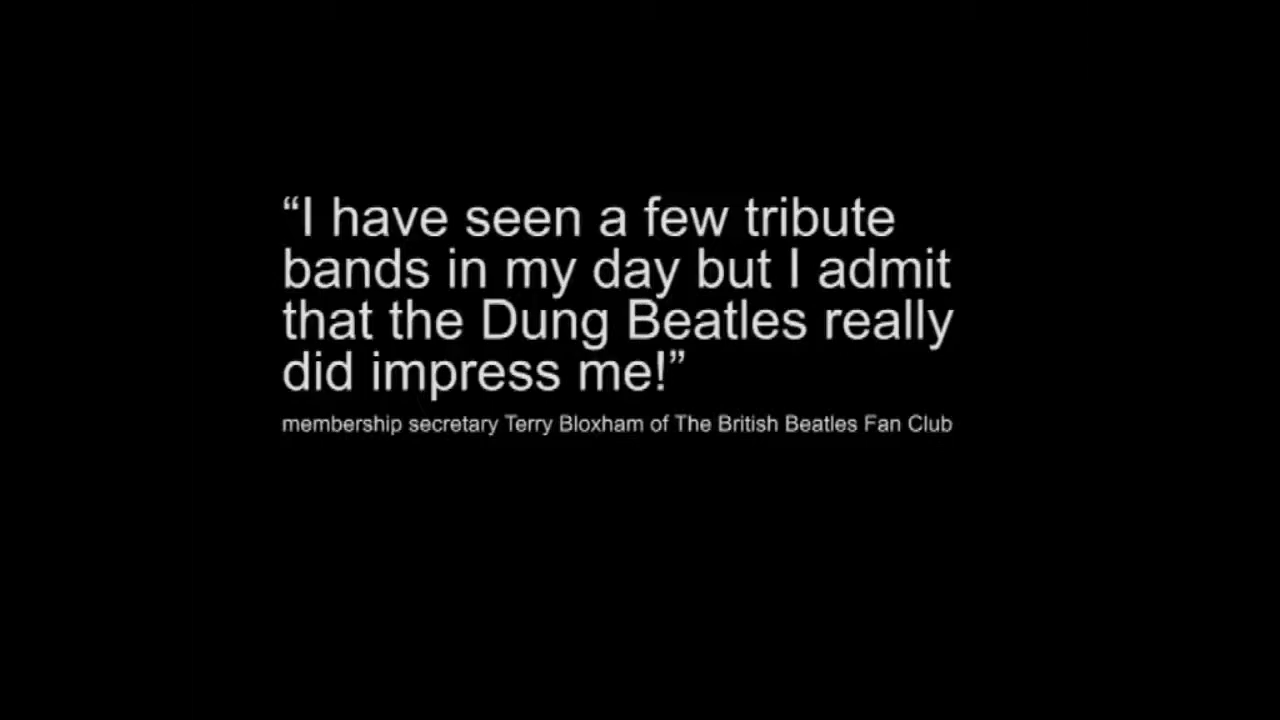 “I have seen a few tribute
bands in my day but I admit
that the Dung Beatles really
did impress me!”
membership secretary Terry Bloxham of The British Beatles Fan Club